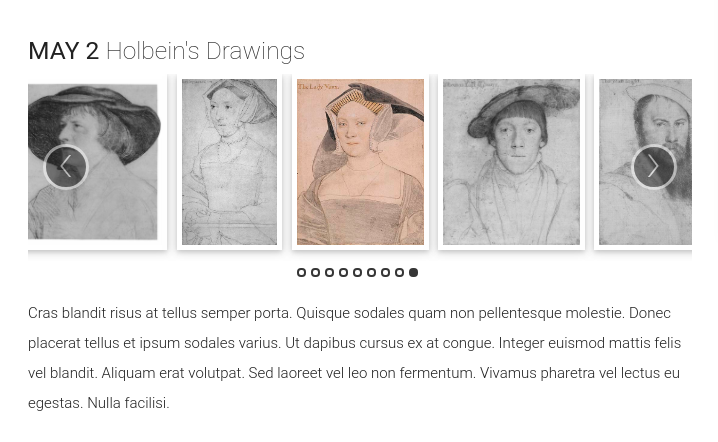 MAY 2 Holbein's Drawings
The Lady Vaux
Cras blandit risus at tellus semper porta. Quisque sodales quam non pellentesque molestie. Donec
placerat tellus et ipsum sodales varius. Ut dapibus cursus ex at congue. Integer euismod mattis felis
vel blandit. Aliquam erat volutpat. Sed laoreet vel leo non fermentum. Vivamus pharetra vel lectus eu
egestas. Nulla facilisi.